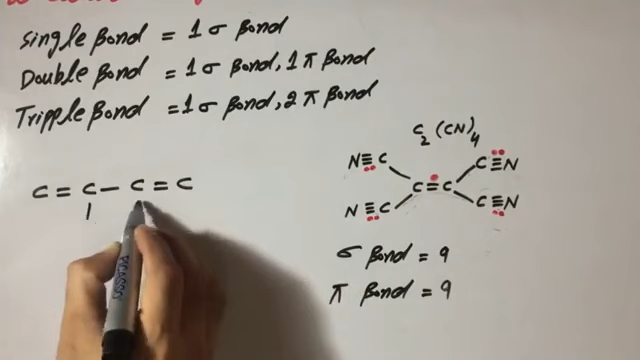 Single Bond = 1 σ Bond
Double Bond = 1 σ Bond, 1 π Bond
Tripple Bond = 1 σ Bond, 2 π Bond
C₂(CN)₄
N≡C C≡N
C=C
N≡C C≡N
C = C — C = C
σ Bond = 9
π Bond = 9
PICASSO